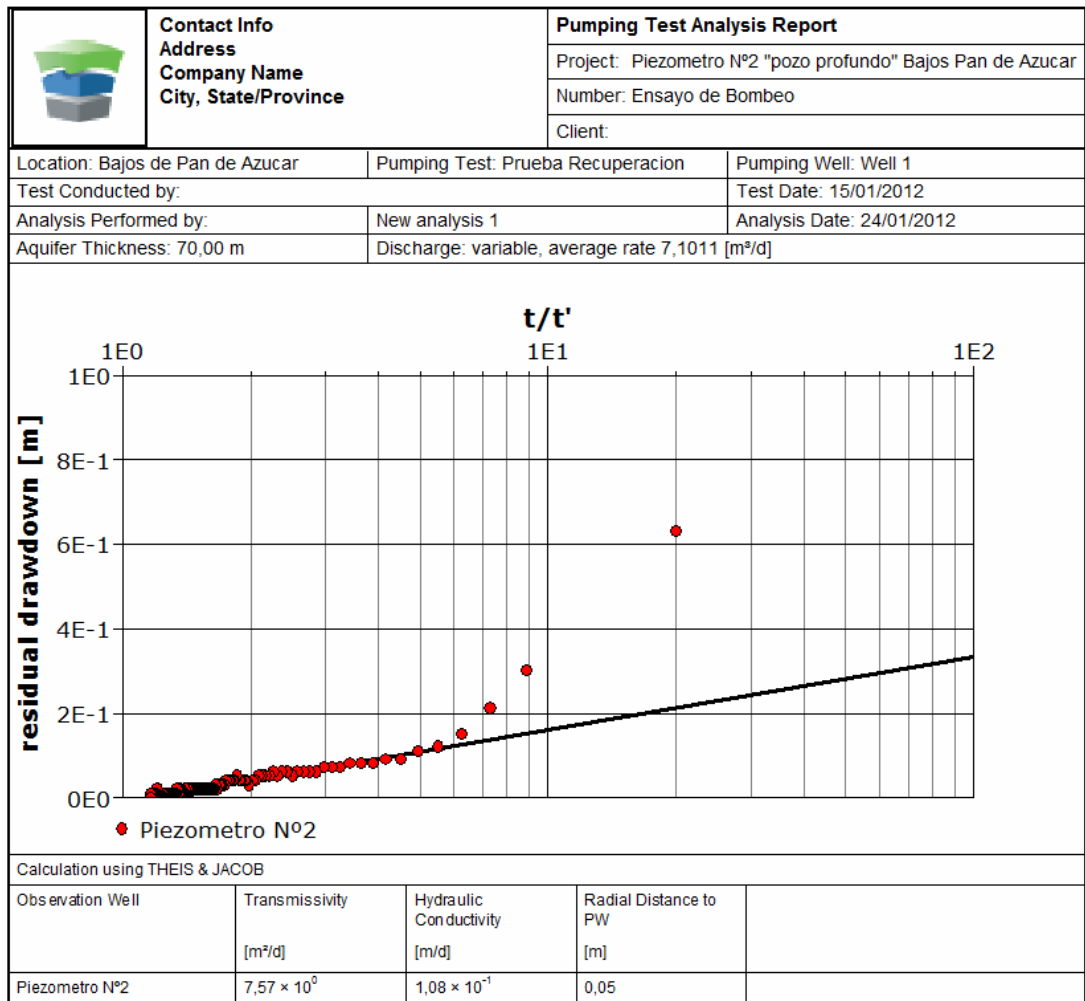 Contact Info
Address
Company Name
City, State/Province
Pumping Test Analysis Report
Project: Piezometro Nº2 "pozo profundo" Bajos Pan de Azucar
Number: Ensayo de Bombeo
Client:
Location: Bajos de Pan de Azucar
Pumping Test: Prueba Recuperacion
Pumping Well: Well 1
Test Conducted by:
Test Date: 15/01/2012
Analysis Performed by:
New analysis 1
Analysis Date: 24/01/2012
Aquifer Thickness: 70,00 m
Discharge: variable, average rate 7,1011 [m³/d]
t/t'
1E0 1E1 1E2
1E0
8E-1
6E-1
4E-1
2E-1
0E0
residual drawdown [m]
Piezometro Nº2
Calculation using THEIS & JACOB
Observation Well
Transmissivity
[m²/d]
Hydraulic
Conductivity
[m/d]
Radial Distance to
PW
[m]
Piezometro Nº2
7,57 × 10⁰
1,08 × 10⁻¹
0,05